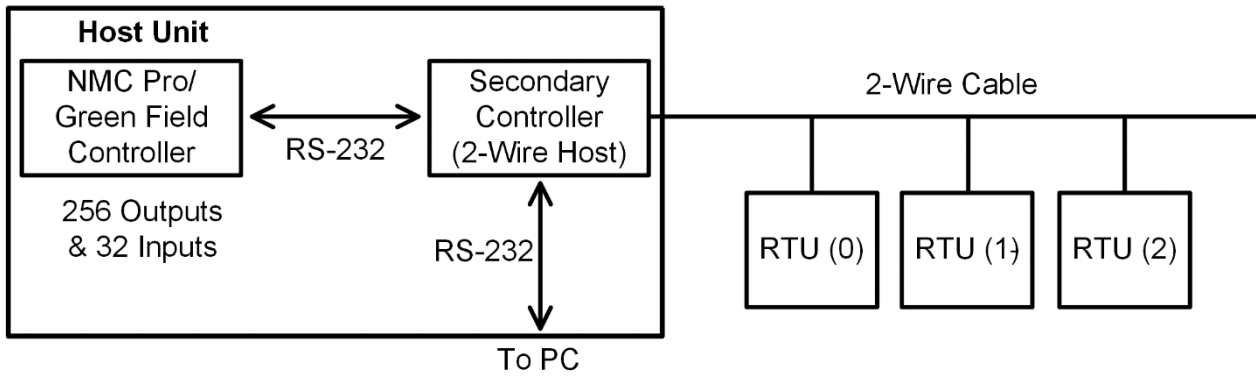 Host Unit
NMC Pro/
Green Field
Controller
RS-232
Secondary
Controller
(2-Wire Host)
256 Outputs
& 32 Inputs
RS-232
To PC
2-Wire Cable
RTU (0)
RTU (1)
RTU (2)